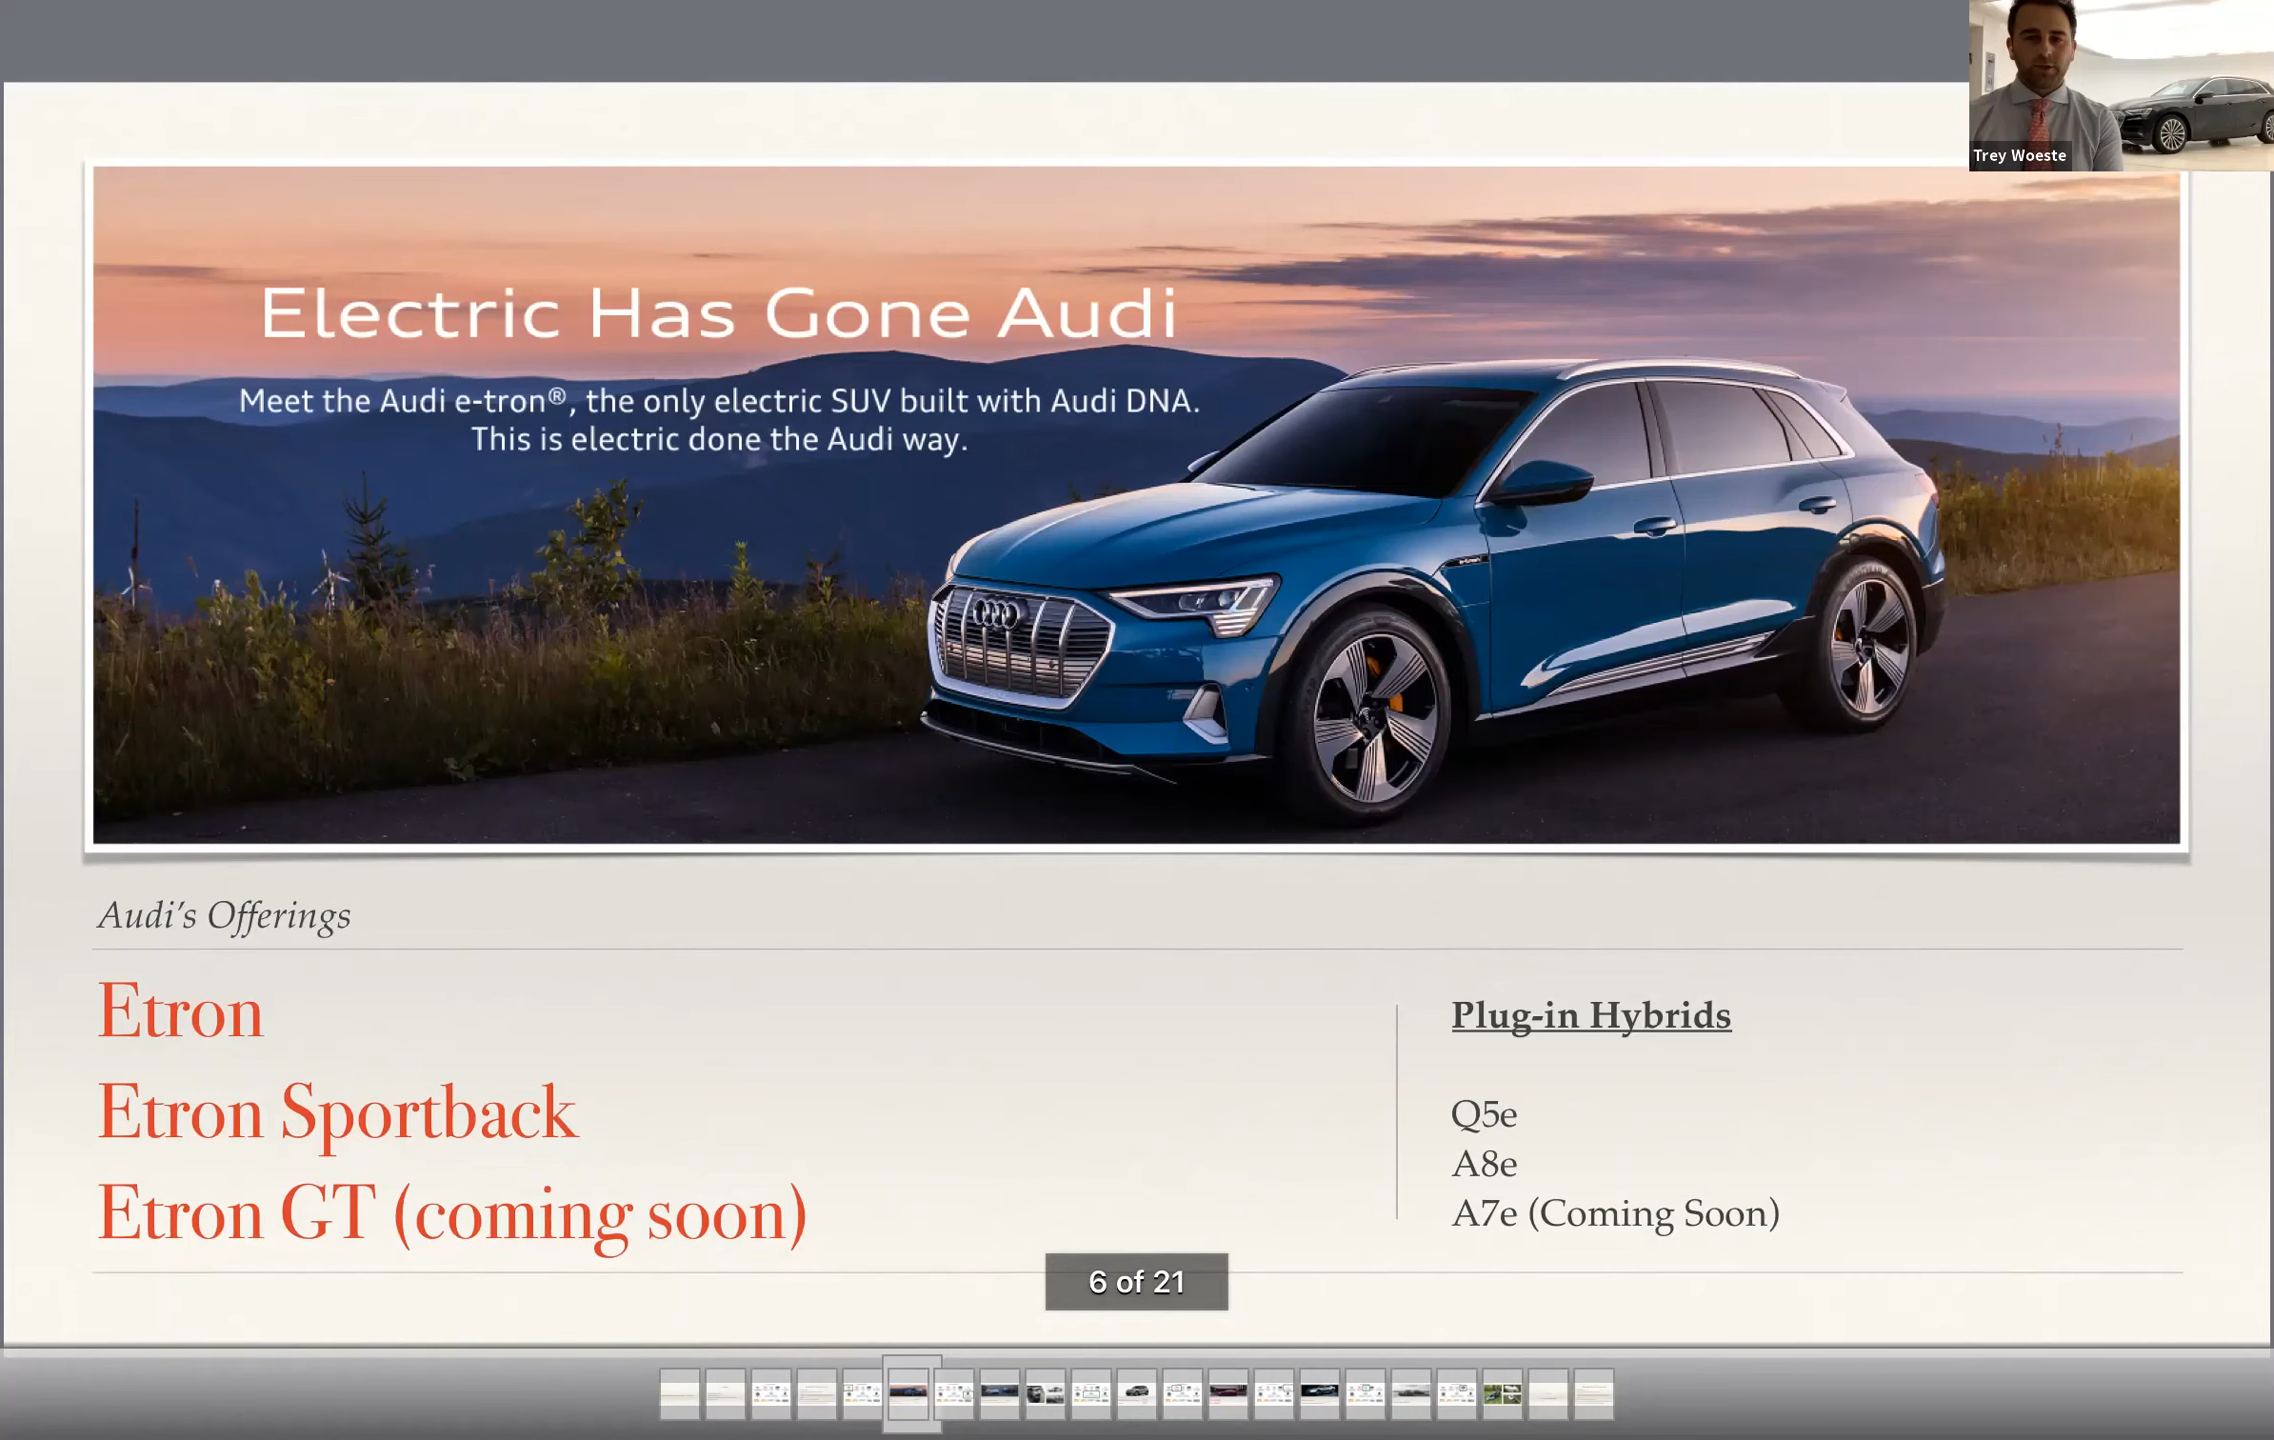 Trey Woeste
Electric Has Gone Audi
Meet the Audi e-tron®, the only electric SUV built with Audi DNA.
This is electric done the Audi way.
Audi's Offerings
Etron
Etron Sportback
Etron GT (coming soon)
Plug-in Hybrids
Q5e
A8e
A7e (Coming Soon)
6 of 21